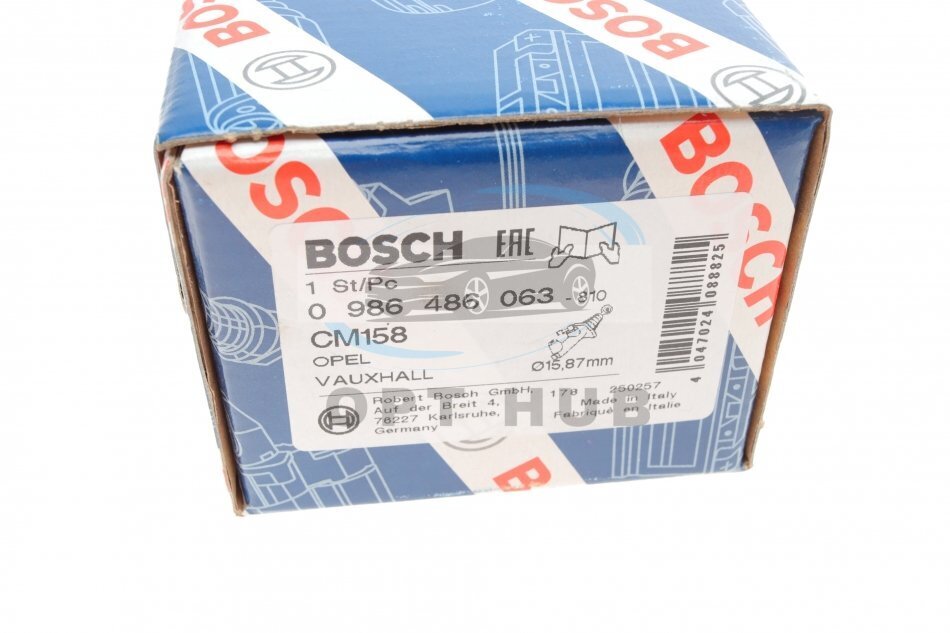 BOSCH
BOSCH
BOSCH
BOSCH
BOSCH EAC
1 St/Pc
0 986 486 063 - 810
CM158
OPEL
VAUXHALL
Ø15,87mm
4 047024 088825
Robert Bosch GmbH, 178 250257
Auf der Breit 4, Made in Italy
76227 Karlsruhe, Fabriqué en Italie
Germany
OPT HUB